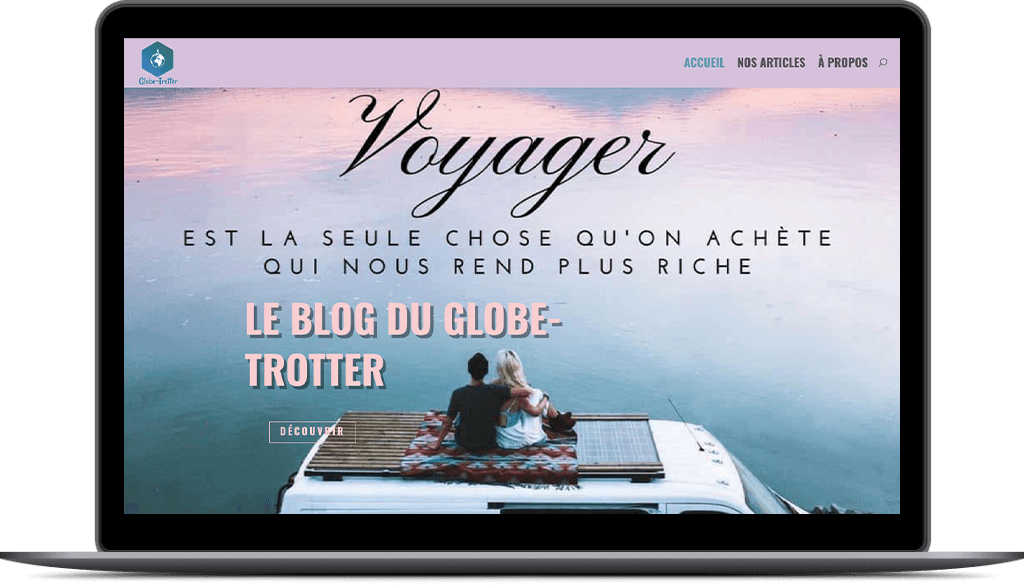 Globe-Trotter
ACCUEIL NOS ARTICLES À PROPOS
Voyager
EST LA SEULE CHOSE QU'ON ACHÈTE
QUI NOUS REND PLUS RICHE
LE BLOG DU GLOBE-
TROTTER
DÉCOUVRIR